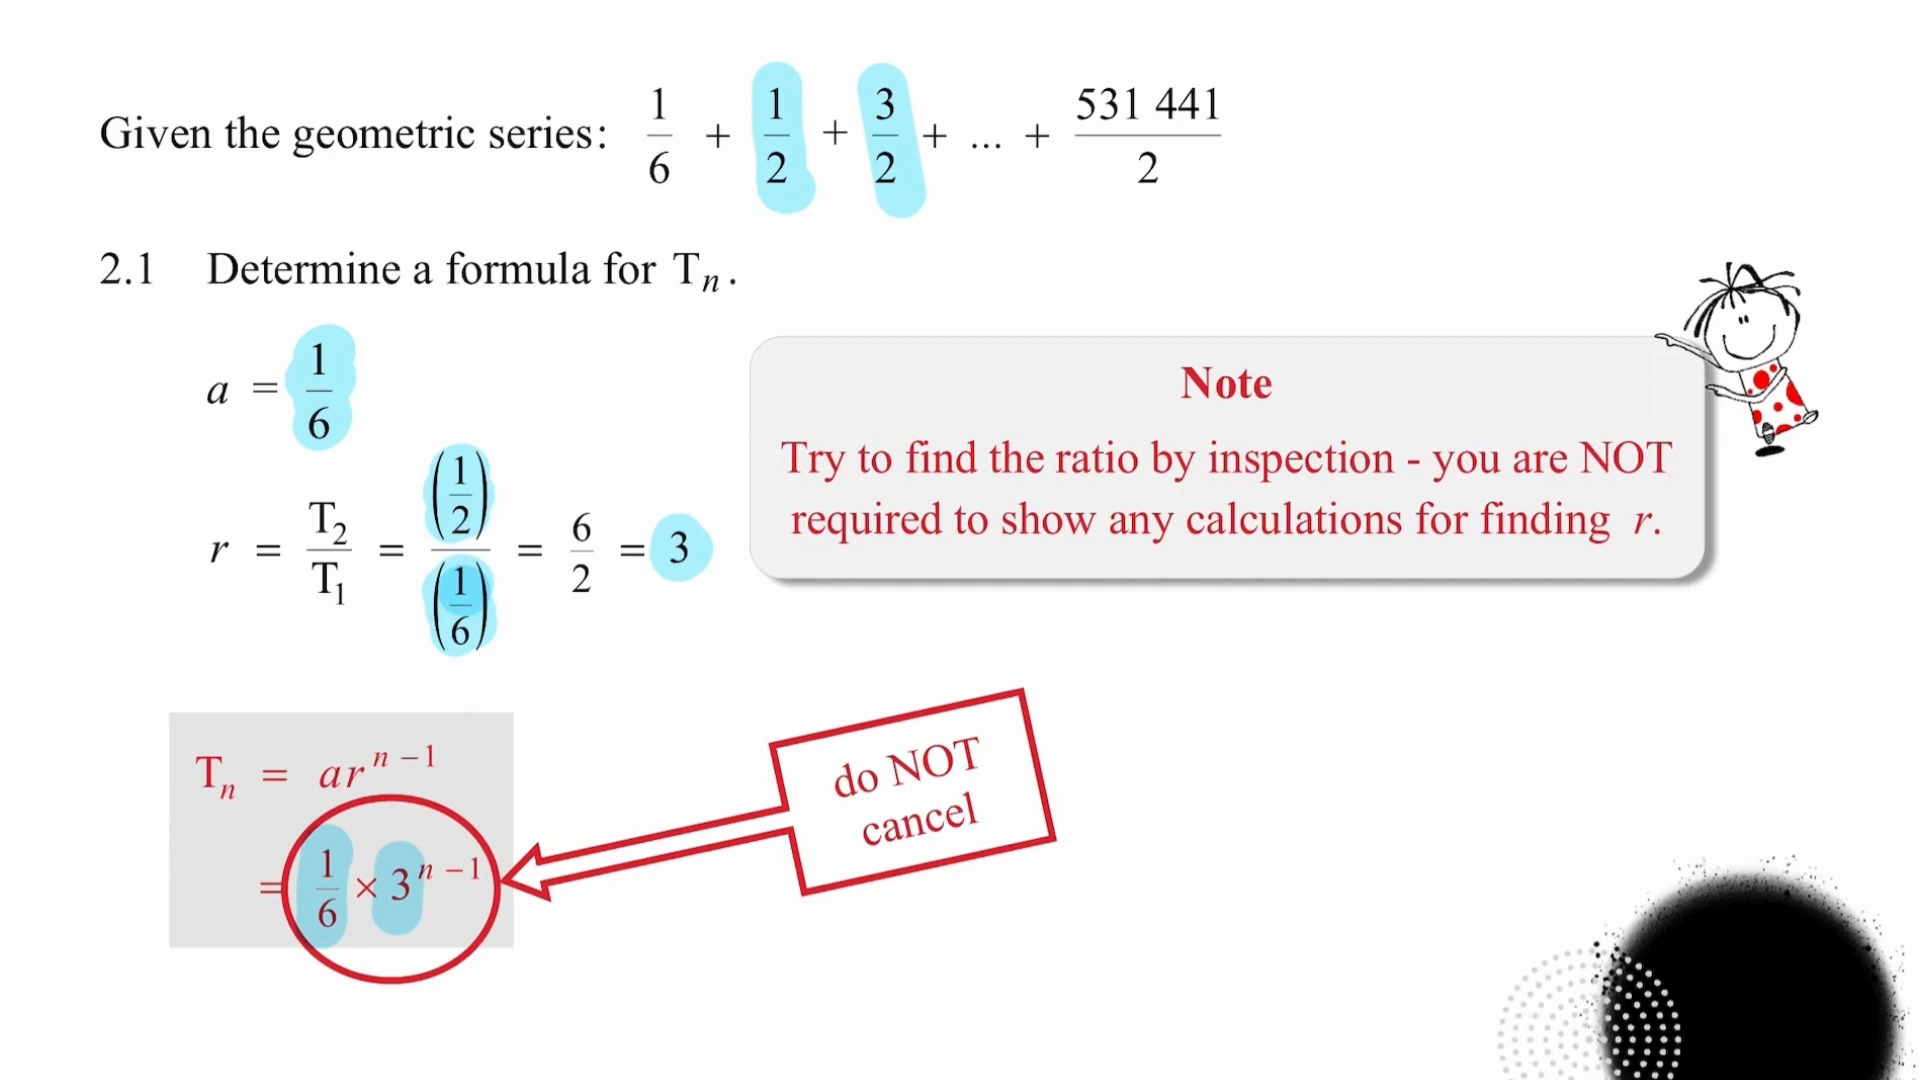 Given the geometric series: 1/6 + 1/2 + 3/2 + ... + 531 441/2
2.1 Determine a formula for Tₙ.
a = 1/6
Note
Try to find the ratio by inspection - you are NOT
required to show any calculations for finding r.
r = T₂/T₁ = (1/2)/(1/6) = 6/2 = 3
Tₙ = arⁿ⁻¹
= 1/6 × 3ⁿ⁻¹
do NOT
cancel